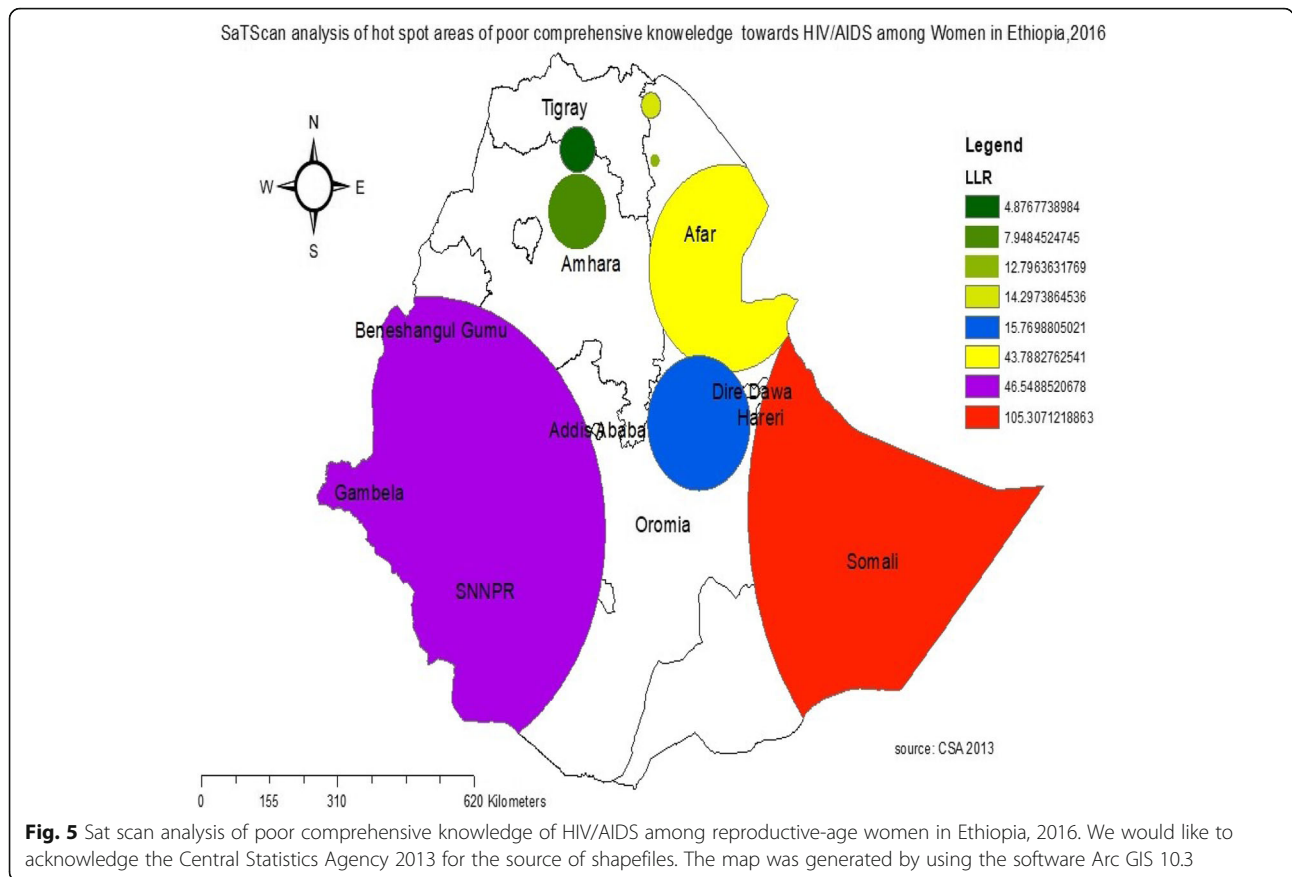 SaTScan analysis of hot spot areas of poor comprehensive knoweledge towards HIV/AIDS among Women in Ethiopia,2016
N
W
E
S
Tigray
Afar
Amhara
Beneshangul Gumu
Dire Dawa
Hareri
Addis Ababa
Gambela
Oromia
Somali
SNNPR
Legend
LLR
4.8767738984
7.9484524745
12.7963631769
14.2973864536
15.7698805021
43.7882762541
46.5488520678
105.3071218863
source: CSA 2013
0 155 310 620 Kilometers
Fig. 5 Sat scan analysis of poor comprehensive knowledge of HIV/AIDS among reproductive-age women in Ethiopia, 2016. We would like to
acknowledge the Central Statistics Agency 2013 for the source of shapefiles. The map was generated by using the software Arc GIS 10.3